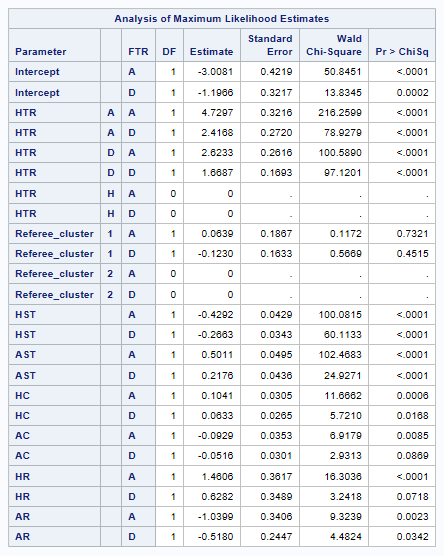 Analysis of Maximum Likelihood Estimates
Parameter FTR DF Estimate Standard Error Wald Chi-Square Pr > ChiSq
Intercept A 1 -3.0081 0.4219 50.8451 <.0001
Intercept D 1 -1.1966 0.3217 13.8345 0.0002
HTR A A 1 4.7297 0.3216 216.2599 <.0001
HTR A D 1 2.4168 0.2720 78.9279 <.0001
HTR D A 1 2.6233 0.2616 100.5890 <.0001
HTR D D 1 1.6687 0.1693 97.1201 <.0001
HTR H A 0 0 . . .
HTR H D 0 0 . . .
Referee_cluster 1 A 1 0.0639 0.1867 0.1172 0.7321
Referee_cluster 1 D 1 -0.1230 0.1633 0.5669 0.4515
Referee_cluster 2 A 0 0 . . .
Referee_cluster 2 D 0 0 . . .
HST A 1 -0.4292 0.0429 100.0815 <.0001
HST D 1 -0.2663 0.0343 60.1133 <.0001
AST A 1 0.5011 0.0495 102.4683 <.0001
AST D 1 0.2176 0.0436 24.9271 <.0001
HC A 1 0.1041 0.0305 11.6662 0.0006
HC D 1 0.0633 0.0265 5.7210 0.0168
AC A 1 -0.0929 0.0353 6.9179 0.0085
AC D 1 -0.0516 0.0301 2.9313 0.0869
HR A 1 1.4606 0.3617 16.3036 <.0001
HR D 1 0.6282 0.3489 3.2418 0.0718
AR A 1 -1.0399 0.3406 9.3239 0.0023
AR D 1 -0.5180 0.2447 4.4824 0.0342